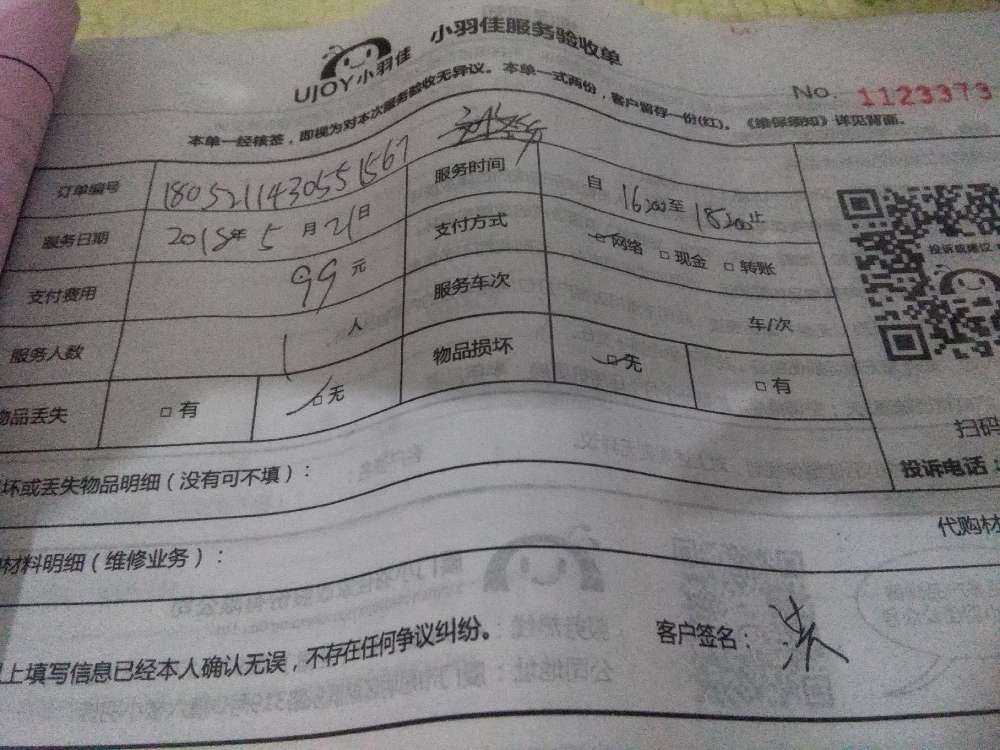 UJOY小羽佳 小羽佳服务验收单
No. 1123373
本单一经核签，即视为对本次服务验收无异议。本单一式两份，客户留存一份(红)。《维保须知》详见背面。
订单编号 1805211430551567 服务时间 自 16:00 至 18:00 止
服务日期 2018年 5 月 21 日 支付方式 □网络 □现金 □转账
支付费用 99 元 服务车次 车/次
服务人数 1 人 物品损坏 □无 □有
物品丢失 □有 □无
投诉或建议
扫码
投诉电话：
坏或丢失物品明细（没有可不填）：
代购材
材料明细（维修业务）：
上填写信息已经本人确认无误，不存在任何争议纠纷。 客户签名：